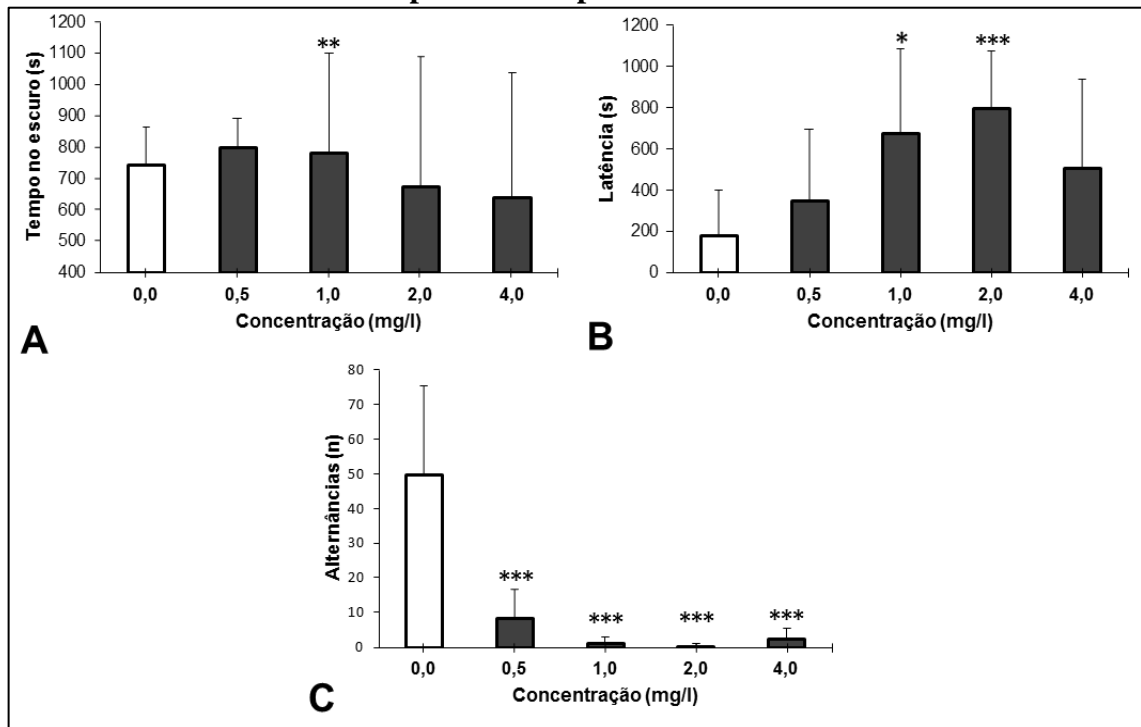 1200
1100
1000
900
800
700
600
500
400
Tempo no escuro (s)
**
0,0 0,5 1,0 2,0 4,0
Concentração (mg/l)
A
1200
1000
800
600
400
200
0
Latência (s)
* ***
0,0 0,5 1,0 2,0 4,0
Concentração (mg/l)
B
80
70
60
50
40
30
20
10
0
Alternâncias (n)
*** *** *** ***
0,0 0,5 1,0 2,0 4,0
Concentração (mg/l)
C